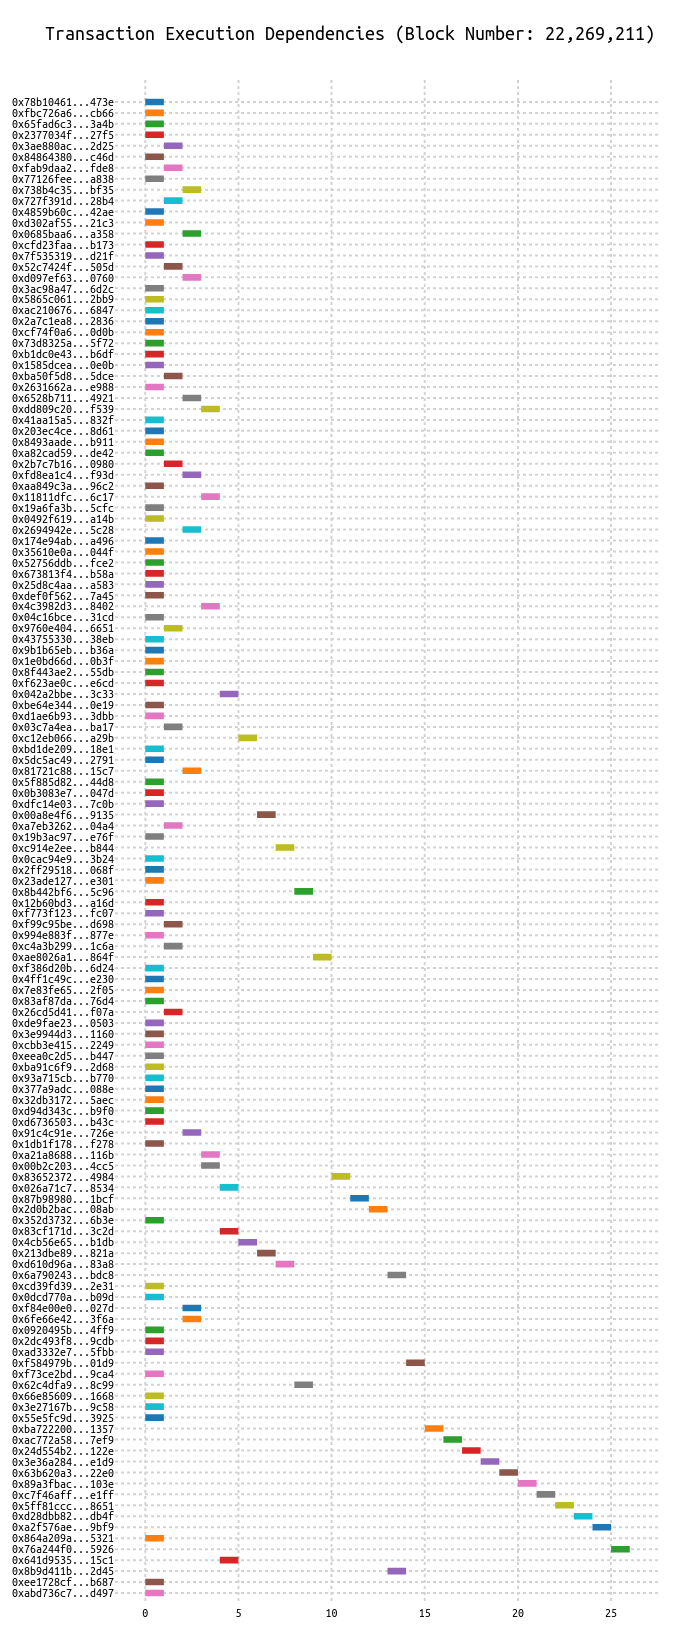 Transaction Execution Dependencies (Block Number: 22,269,211)
0x78b10461...473e
0xfbc726a6...cb66
0x65fad6c3...3a4b
0x2377034f...27f5
0x3ae880ac...2d25
0x84864380...c46d
0xfab9daa2...fde8
0x77126fee...a838
0x738b4c35...bf35
0x727f391d...28b4
0x4859b60c...42ae
0xd302af55...21c3
0x0685baa6...a358
0xcfd23faa...b173
0x7f535319...d21f
0x52c7424f...505d
0xd097ef63...0760
0x3ac98a47...6d2c
0x5865c061...2bb9
0xac210676...6847
0x2a7c1ea8...2836
0xcf74f0a6...0d0b
0x73d8325a...5f72
0xb1dc0e43...b6df
0x1585dcea...0e0b
0xba50f5d8...5dce
0x2631662a...e988
0x6528b711...4921
0xdd809c20...f539
0x41aa15a5...832f
0x203ec4ce...8d61
0x8493aade...b911
0xa82cad59...de42
0x2b7c7b16...0980
0xfd8ea1c4...f93d
0xaa849c3a...96c2
0x11811dfc...6c17
0x19a6fa3b...5cfc
0x0492f619...a14b
0x2694942e...5c28
0x174e94ab...a496
0x35610e0a...044f
0x52756ddb...fce2
0x673813f4...b58a
0x25d8c4aa...a583
0xdef0f562...7a45
0x4c3982d3...8402
0x04c16bce...31cd
0x9760e404...6651
0x43755330...38eb
0x9b1b65eb...b36a
0x1e0bd66d...0b3f
0x8f443ae2...55db
0xf623ae0c...e6cd
0x042a2bbe...3c33
0xbe64e344...0e19
0xd1ae6b93...3dbb
0x03c7a4ea...ba17
0xc12eb066...a29b
0xbd1de209...18e1
0x5dc5ac49...2791
0x81721c88...15c7
0x5f885d82...44d8
0x0b3083e7...047d
0xdfc14e03...7c0b
0x00a8e4f6...9135
0xa7eb3262...04a4
0x19b3ac97...e76f
0xc914e2ee...b844
0x0cac94e9...3b24
0x2ff29518...068f
0x23ade127...e301
0x8b442bf6...5c96
0x12b60bd3...a16d
0xf773f123...fc07
0xf99c95be...d698
0x994e883f...877e
0xc4a3b299...1c6a
0xae8026a1...864f
0xf386d20b...6d24
0x4ff1c49c...e230
0x7e83fe65...2f05
0x83af87da...76d4
0x26cd5d41...f07a
0xde9fae23...0503
0x3e9944d3...1160
0xcbb3e415...2249
0xeea0c2d5...b447
0xba91c6f9...2d68
0x93a715cb...b770
0x377a9adc...088e
0x32db3172...5aec
0xd94d343c...b9f0
0xd6736503...b43c
0x91c4c91e...726e
0x1db1f178...f278
0xa21a8688...116b
0x00b2c203...4cc5
0x83652372...4984
0x026a71c7...8534
0x87b98980...1bcf
0x2d0b2bac...08ab
0x352d3732...6b3e
0x83cf171d...3c2d
0x4cb56e65...b1db
0x213dbe89...821a
0xd610d96a...83a8
0x6a790243...bdc8
0xcd39fd39...2e31
0x0dcd770a...b09d
0xf84e00e0...027d
0x6fe66e42...3f6a
0x0920495b...4ff9
0x2dc493f8...9cdb
0xad3332e7...5fbb
0xf584979b...01d9
0xf73ce2bd...9ca4
0x62c4dfa9...8c99
0x66e85609...1668
0x3e27167b...9c58
0x55e5fc9d...3925
0xba722200...1357
0xac772a58...7ef9
0x24d554b2...122e
0x3e36a284...e1d9
0x63b620a3...22e0
0x89a3fbac...103e
0xc7f46aff...e1ff
0x5ff81ccc...8651
0xd28dbb82...db4f
0xa2f576ae...9bf9
0x864a209a...5321
0x76a244f0...5926
0x641d9535...15c1
0x8b9d411b...2d45
0xee1728cf...b687
0xabd736c7...d497
0 5 10 15 20 25